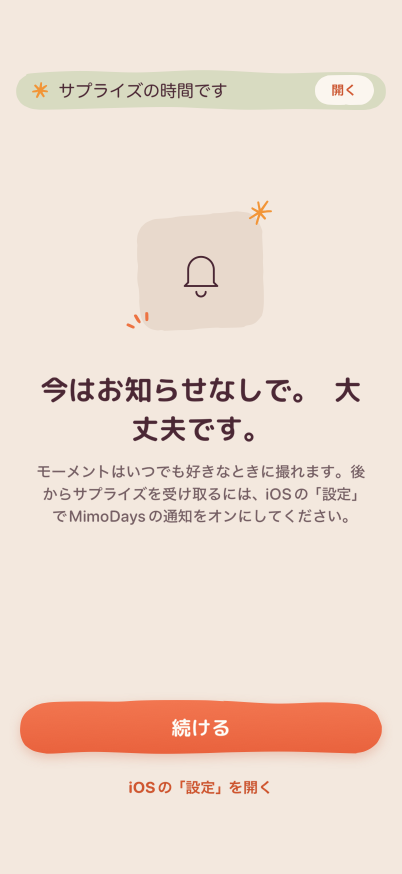 サプライズの時間です
開く
今はお知らせなしで。 大
丈夫です。
モーメントはいつでも好きなときに撮れます。後
からサプライズを受け取るには、iOSの「設定」
でMimoDaysの通知をオンにしてください。
続ける
iOSの「設定」を開く